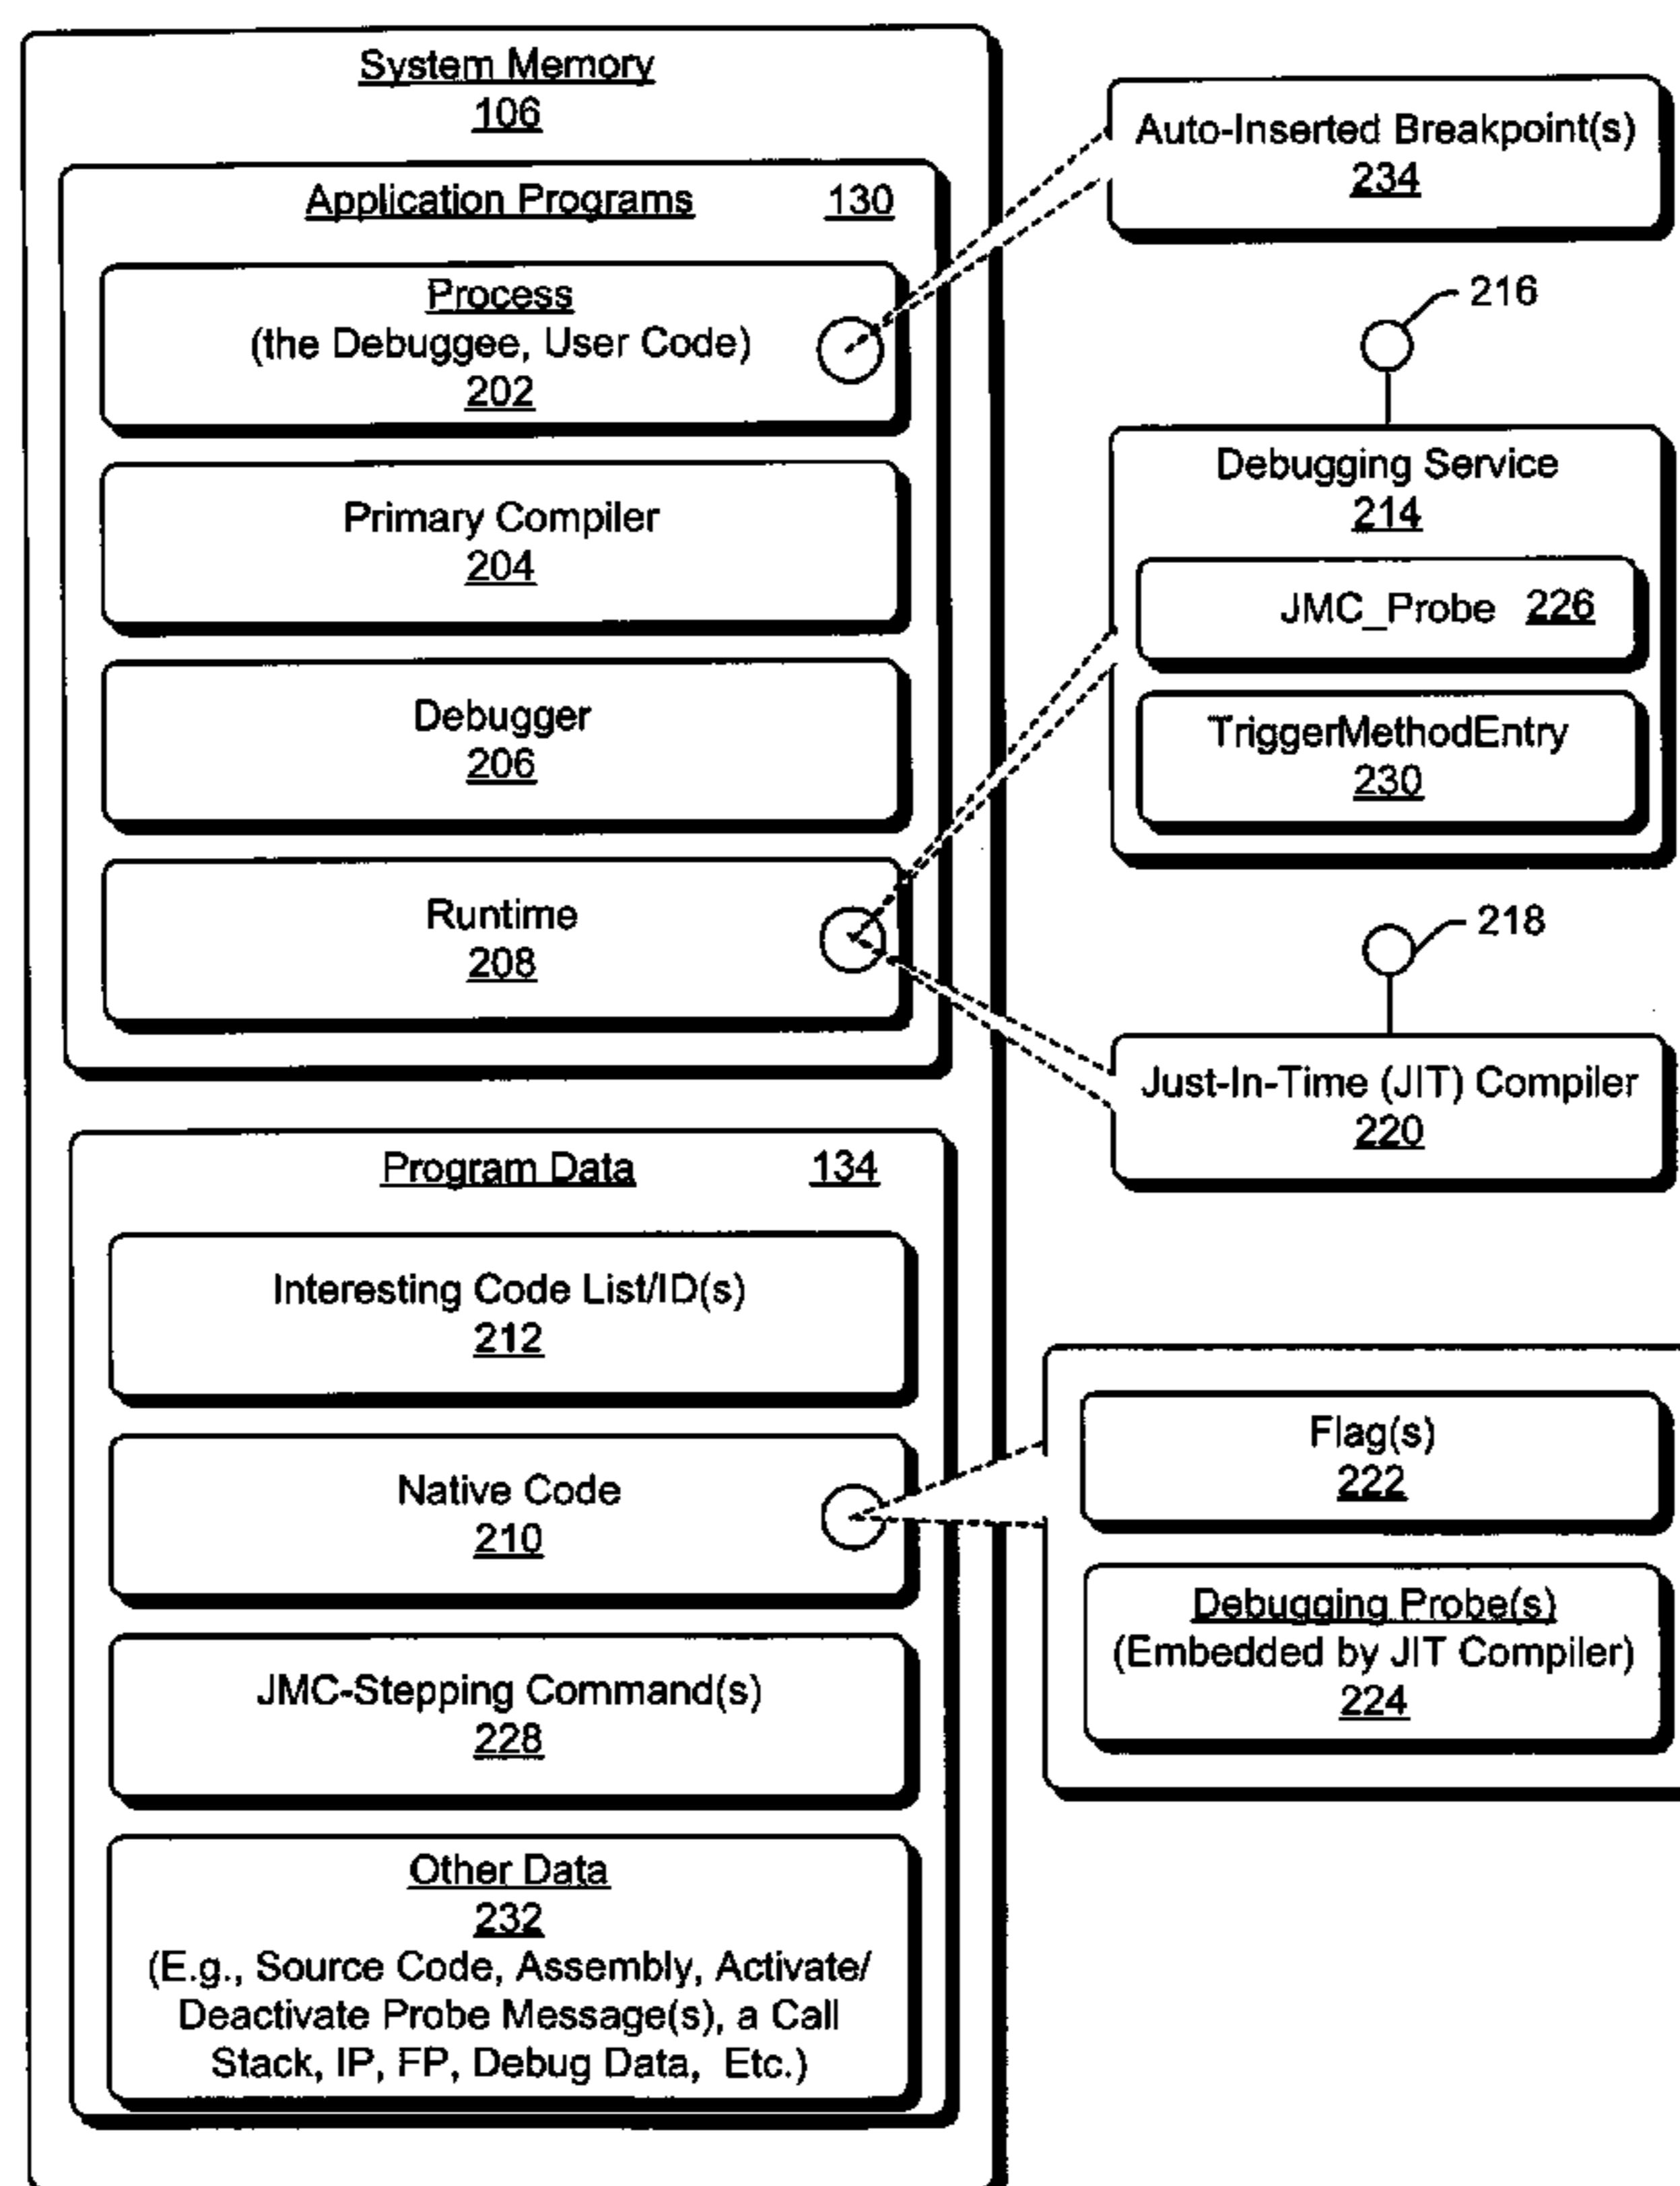 System Memory
106
Application Programs 130
Process
(the Debuggee, User Code)
202
Primary Compiler
204
Debugger
206
Runtime
208
Program Data 134
Interesting Code List/ID(s)
212
Native Code
210
JMC-Stepping Command(s)
228
Other Data
232
(E.g., Source Code, Assembly, Activate/
Deactivate Probe Message(s), a Call
Stack, IP, FP, Debug Data, Etc.)
Auto-Inserted Breakpoint(s)
234
216
Debugging Service
214
JMC_Probe 226
TriggerMethodEntry
230
218
Just-In-Time (JIT) Compiler
220
Flag(s)
222
Debugging Probe(s)
(Embedded by JIT Compiler)
224